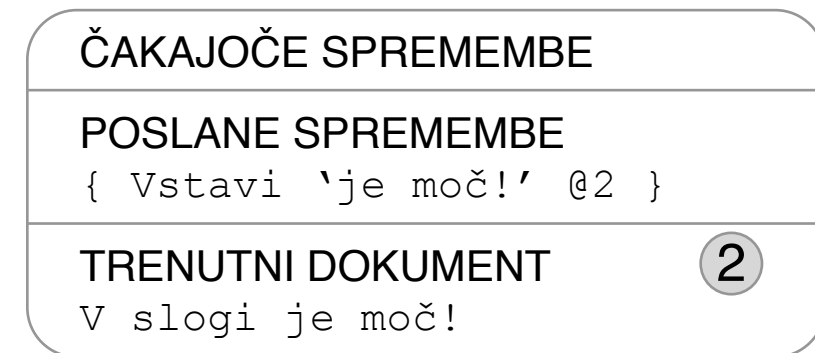 ČAKAJOČE SPREMEMBE
POSLANE SPREMEMBE
{ Vstavi ‘je moč!’ @2 }
TRENUTNI DOKUMENT 2
V slogi je moč!